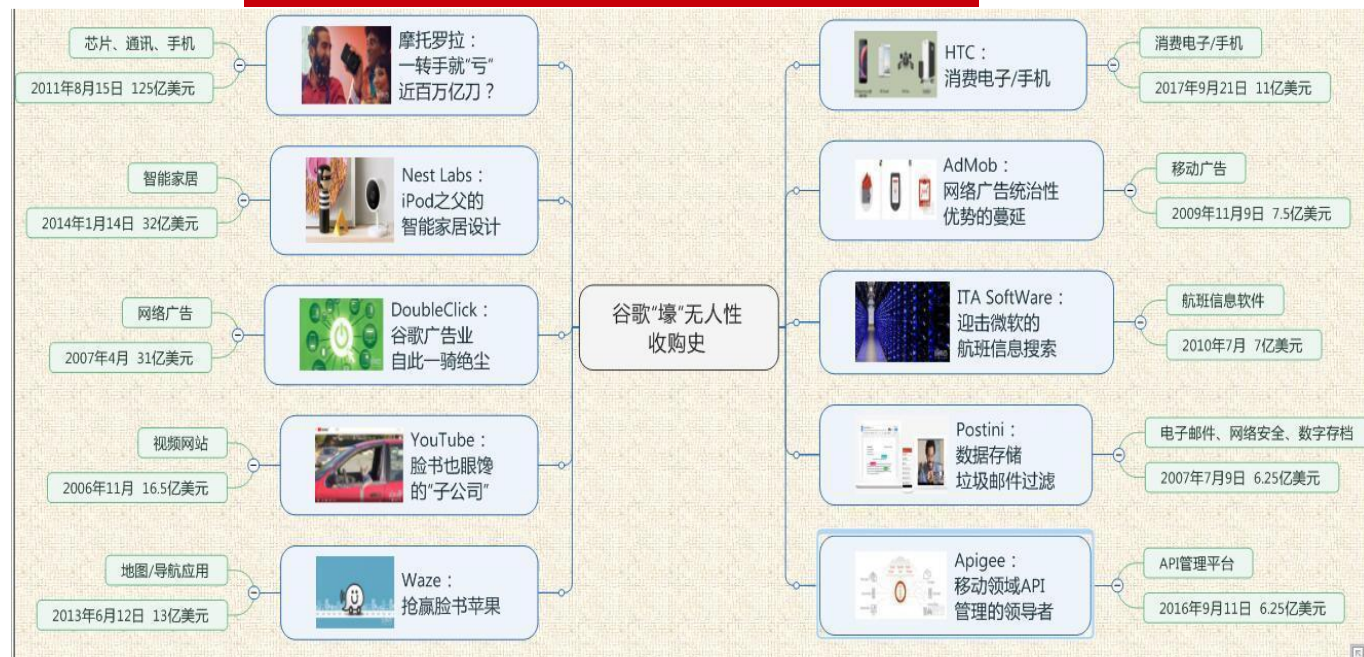 谷歌“壕”无人性
收购史
摩托罗拉：
一转手就“亏”
近百万亿刀？
芯片、通讯、手机
2011年8月15日 125亿美元
Nest Labs：
iPod之父的
智能家居设计
智能家居
2014年1月14日 32亿美元
DoubleClick：
谷歌广告业
自此一骑绝尘
网络广告
2007年4月 31亿美元
YouTube：
脸书也眼馋
的“子公司”
视频网站
2006年11月 16.5亿美元
Waze：
抢赢脸书苹果
地图/导航应用
2013年6月12日 13亿美元
HTC：
消费电子/手机
消费电子/手机
2017年9月21日 11亿美元
AdMob：
网络广告统治性
优势的蔓延
移动广告
2009年11月9日 7.5亿美元
ITA SoftWare：
迎击微软的
航班信息搜索
航班信息软件
2010年7月 7亿美元
Postini：
数据存储
垃圾邮件过滤
电子邮件、网络安全、数字存档
2007年7月9日 6.25亿美元
Apigee：
移动领域API
管理的领导者
API管理平台
2016年9月11日 6.25亿美元